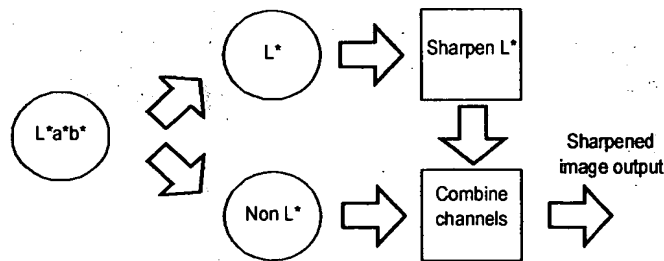 L*
Sharpen L*
L*a*b*
Sharpened
image output
Non L*
Combine
channels